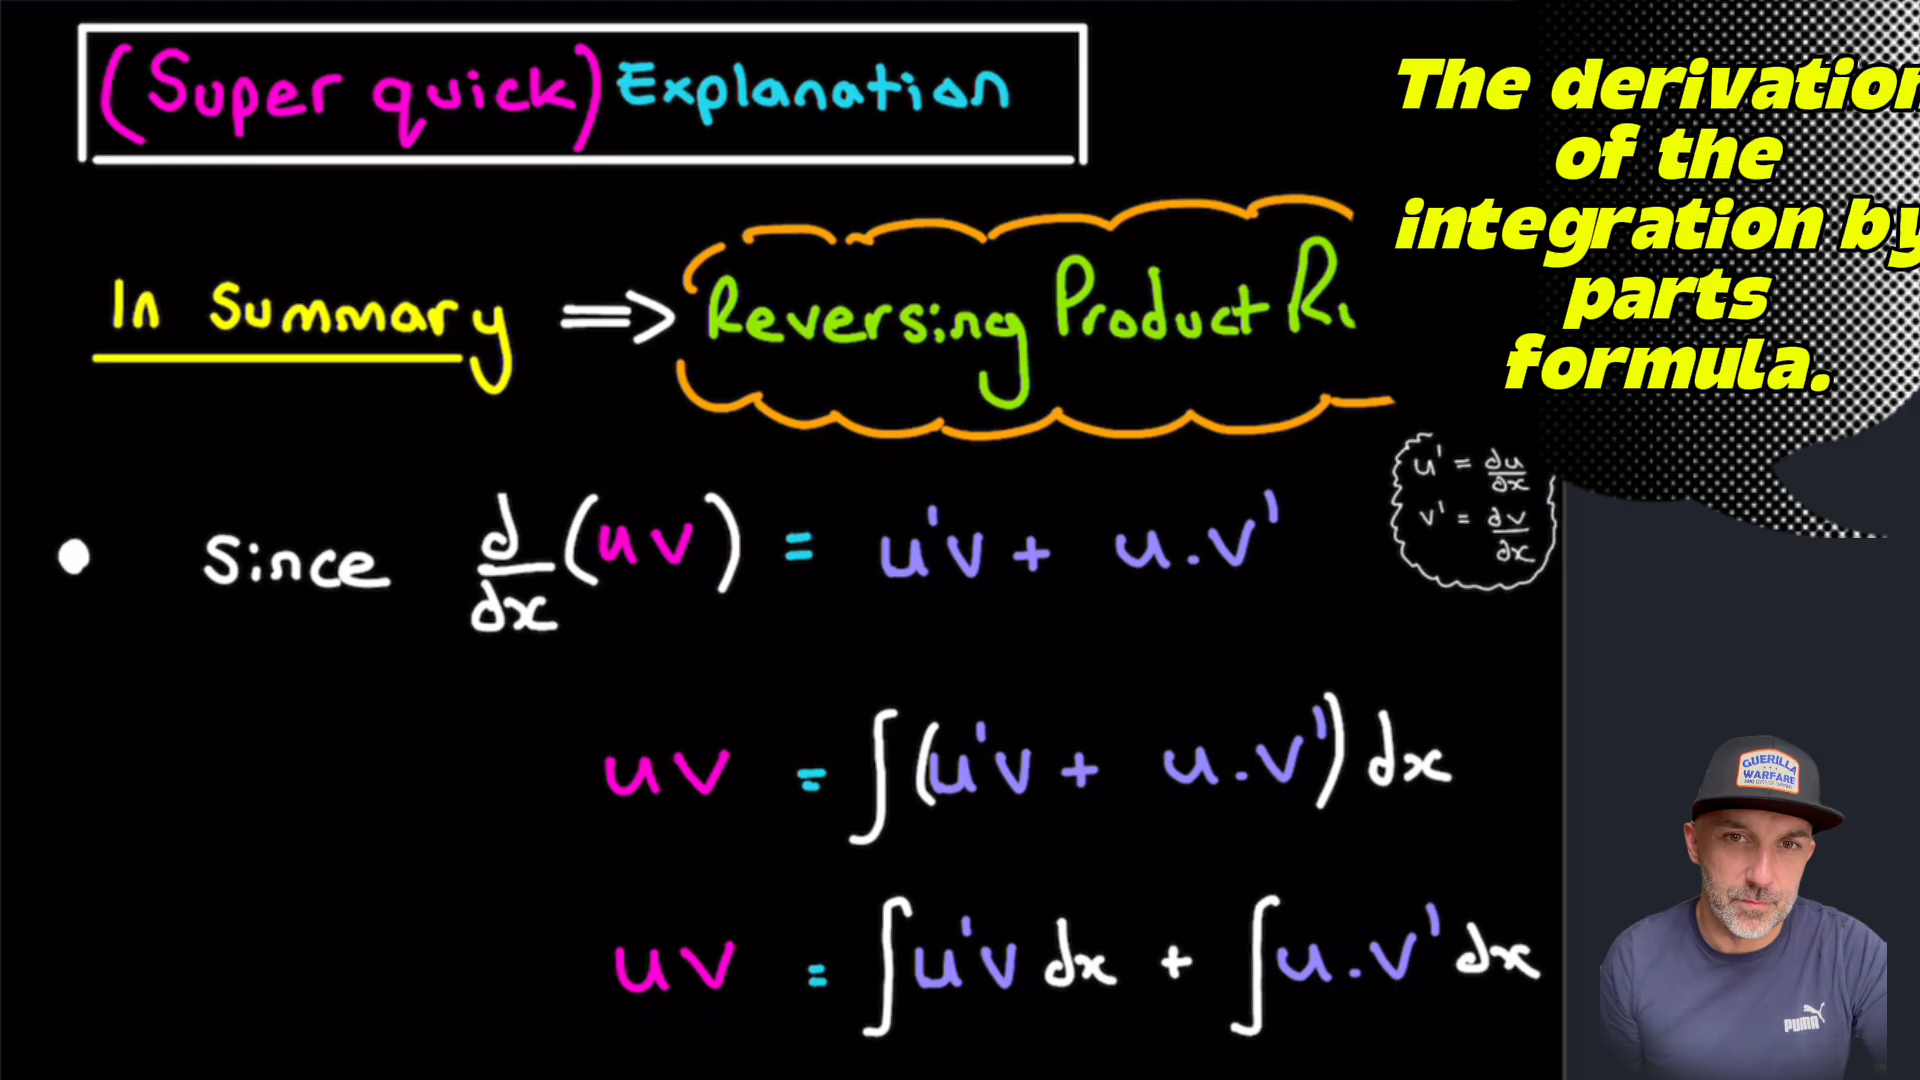 (Super quick) Explanation
The derivation
of the
integration by
parts
formula.
In Summary => Reversing Product
u' = du/dx
v' = dv/dx
• Since d/dx (uv) = u'v + u.v'
uv = ∫(u'v + u.v') dx
uv = ∫u'v dx + ∫u.v' dx
GUERILLA
WARFARE
PUMA